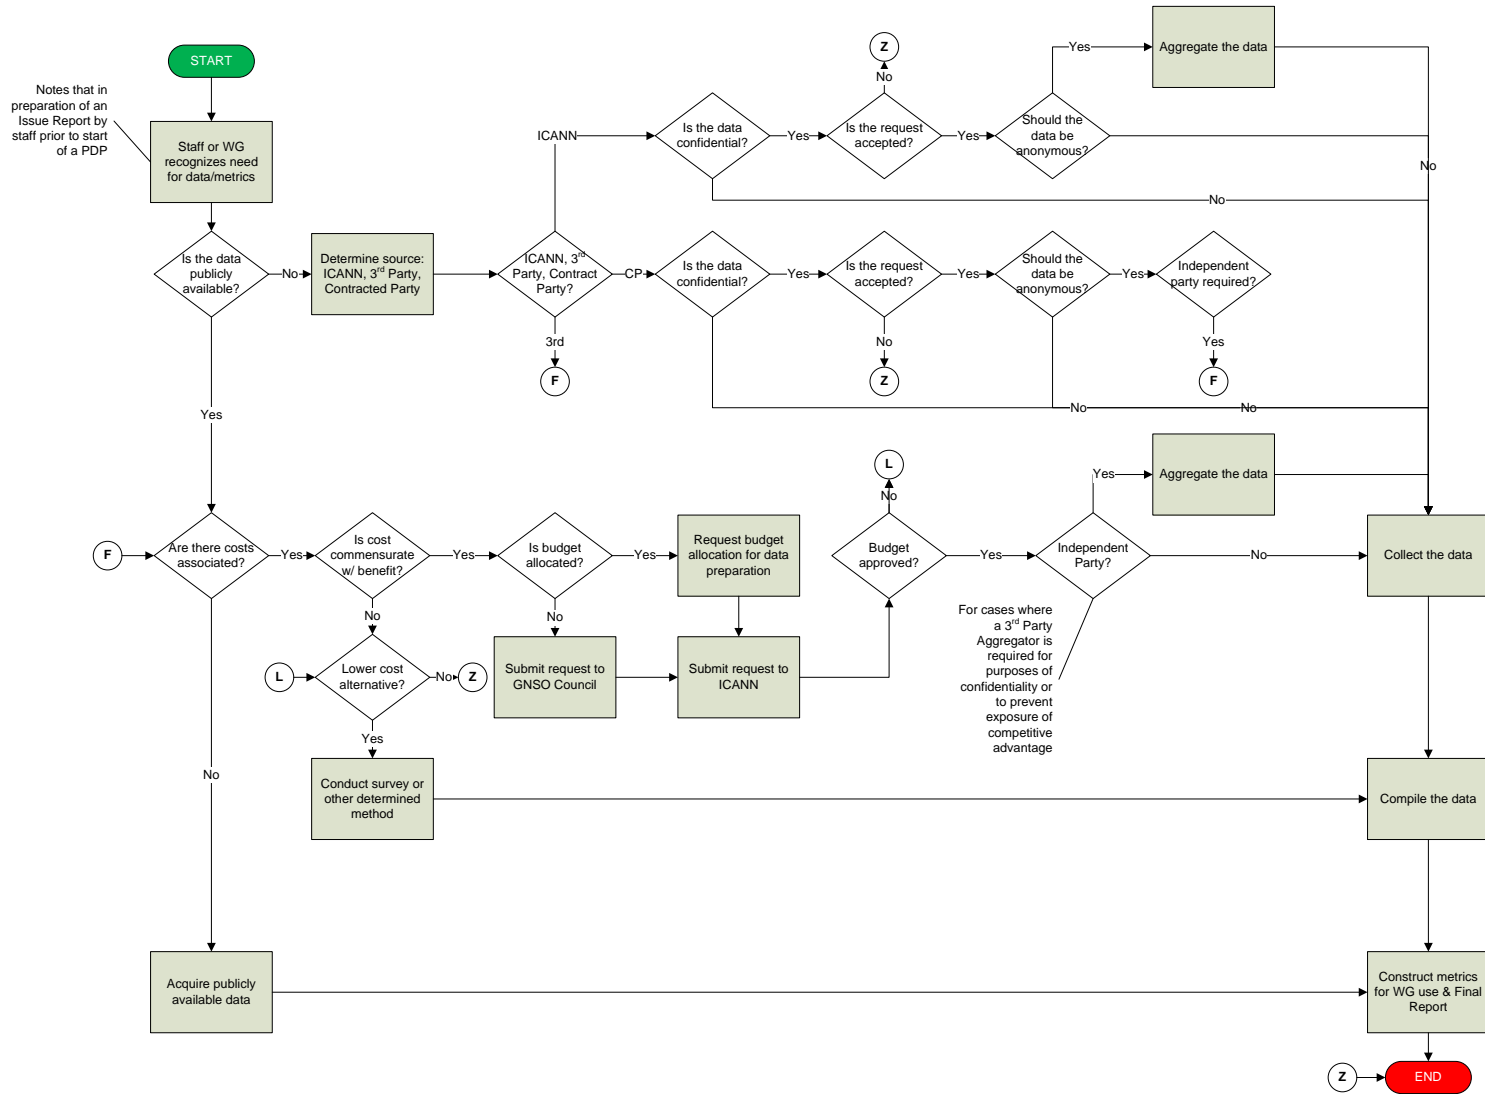 START
Notes that in
preparation of an
Issue Report by
staff prior to start
of a PDP
Staff or WG
recognizes need
for data/metrics
Z
No
Yes
Aggregate the data
ICANN
Is the data
confidential?
Yes
Is the request
accepted?
Yes
Should the
data be
anonymous?
No
No
Is the data
publicly
available?
No
Determine source:
ICANN, 3rd Party,
Contracted Party
ICANN, 3rd
Party, Contract
Party?
CP
Is the data
confidential?
Yes
Is the request
accepted?
Yes
Should the
data be
anonymous?
Yes
Independent
party required?
3rd
F
No
Z
Yes
F
Yes
No
No
L
No
Yes
Aggregate the data
F
Are there costs
associated?
Yes
Is cost
commensurate
w/ benefit?
Yes
Is budget
allocated?
Yes
Request budget
allocation for data
preparation
Budget
approved?
Yes
Independent
Party?
No
Collect the data
No
No
L
Lower cost
alternative?
No
Z
Submit request to
GNSO Council
Submit request to
ICANN
For cases where
a 3rd Party
Aggregator is
required for
purposes of
confidentiality or
to prevent
exposure of
competitive
advantage
Yes
No
Conduct survey or
other determined
method
Compile the data
Acquire publicly
available data
Construct metrics
for WG use & Final
Report
Z
END